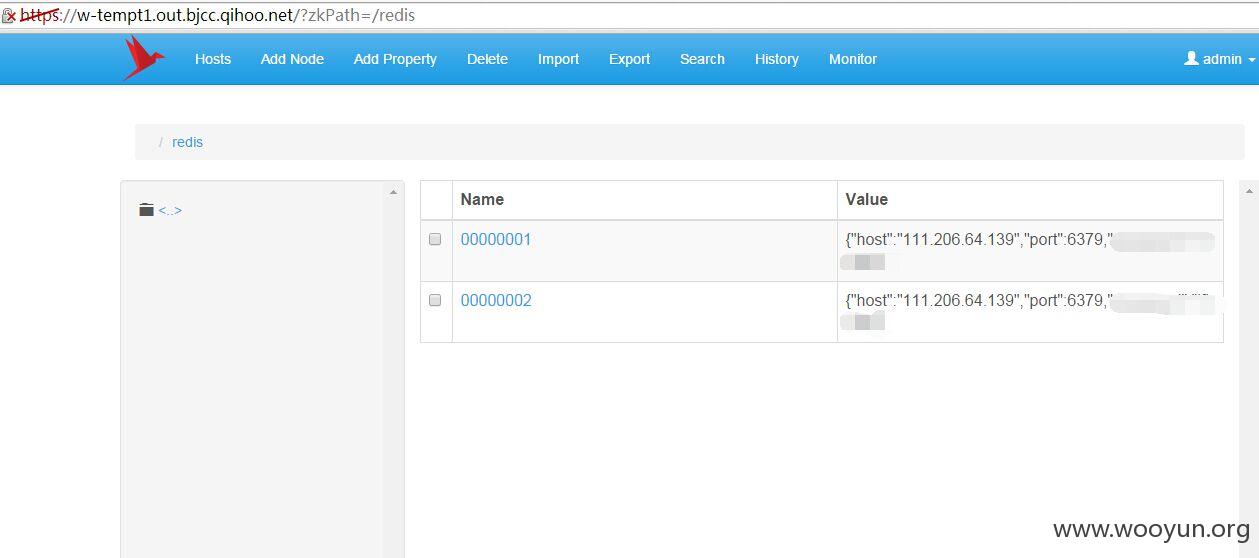 https://w-tempt1.out.bjcc.qihoo.net/?zkPath=/redis
Hosts Add Node Add Property Delete Import Export Search History Monitor admin
/ redis
<..>
Name Value
00000001 {"host":"111.206.64.139","port":6379,"
00000002 {"host":"111.206.64.139","port":6379,"
www.wooyun.org